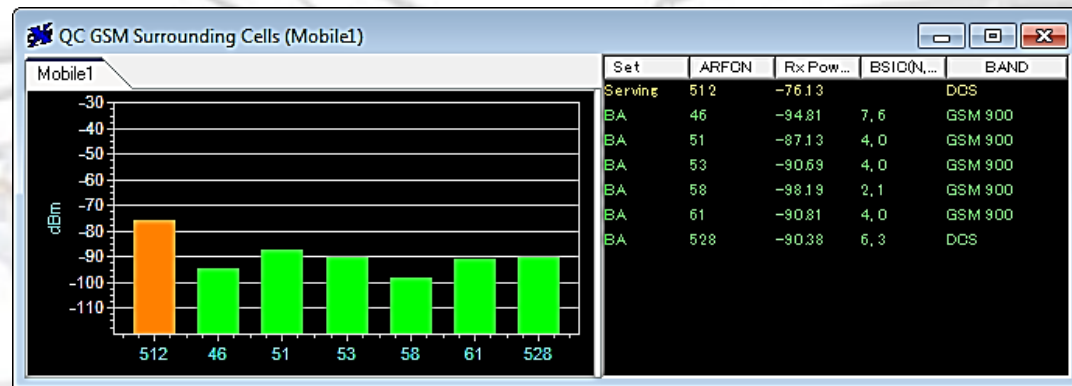 QC GSM Surrounding Cells (Mobile1)
Mobile1
-30
-40
-50
-60
-70
-80
-90
-100
-110
dBm
512 46 51 53 58 61 528
Set ARFCN Rx Pow... BSIC(N,... BAND
Serving 512 -76.13 DCS
BA 46 -94.81 7, 6 GSM 900
BA 51 -87.13 4, 0 GSM 900
BA 53 -90.69 4, 0 GSM 900
BA 58 -98.19 2, 1 GSM 900
BA 61 -90.81 4, 0 GSM 900
BA 528 -90.38 6, 3 DCS